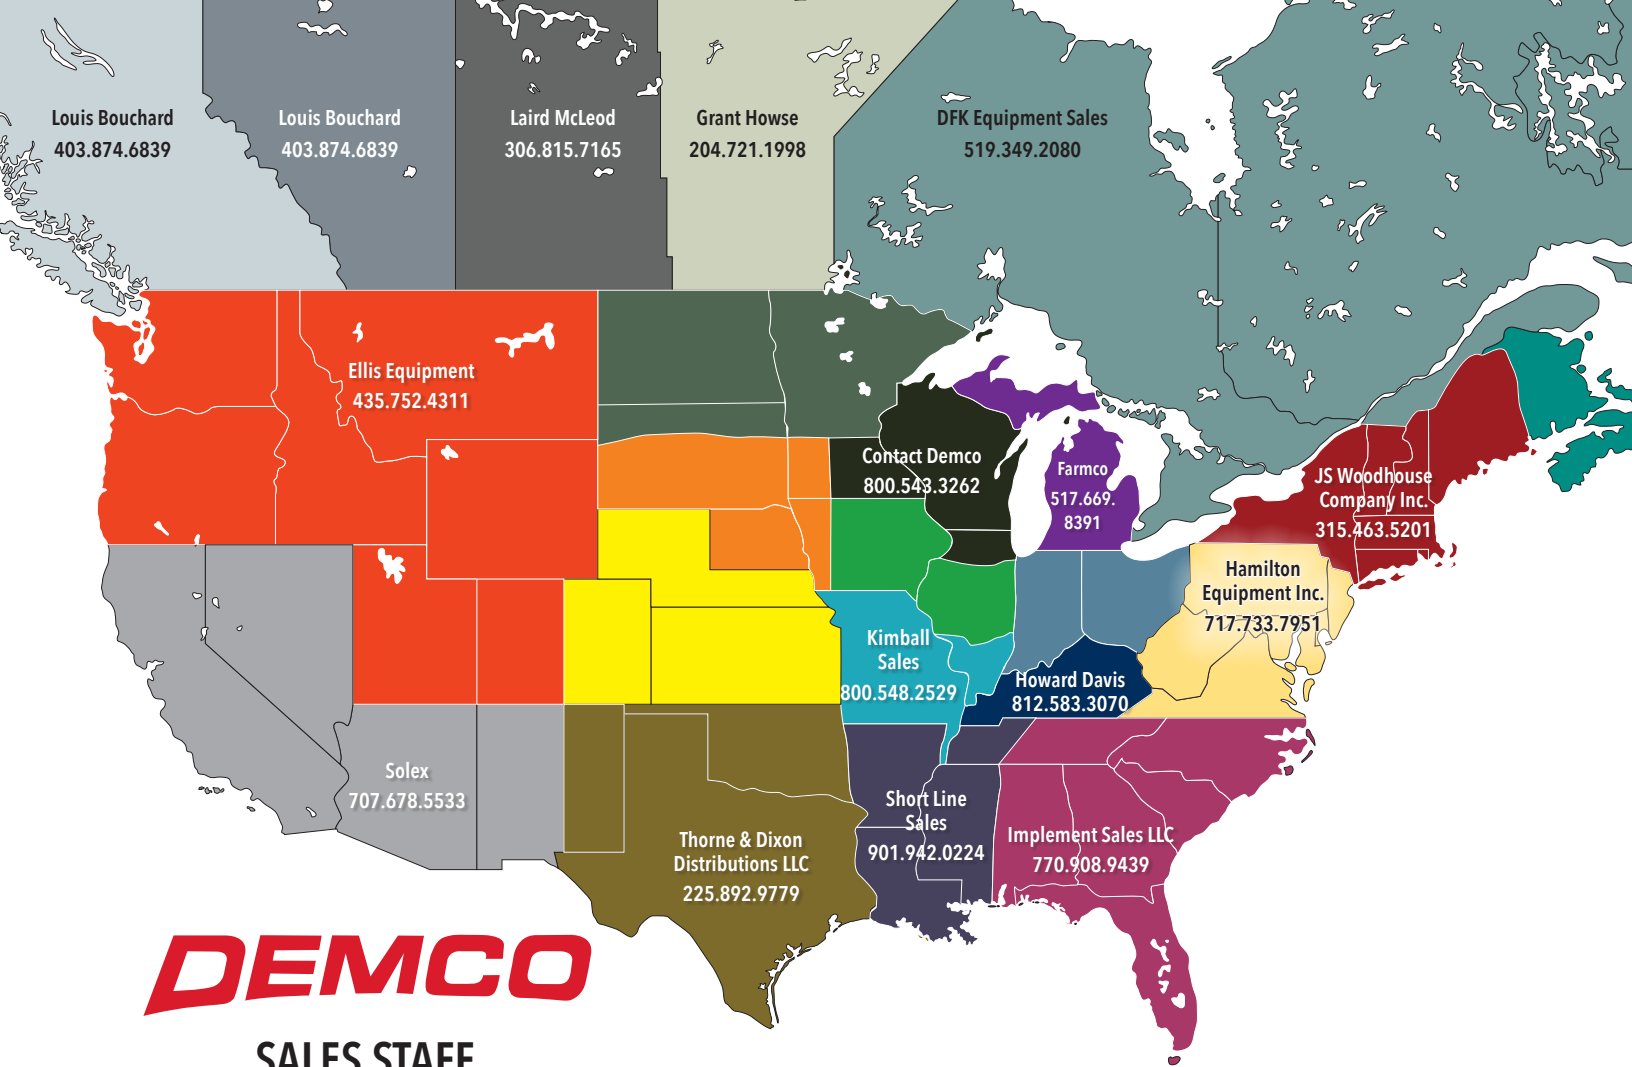 Louis Bouchard
403.874.6839
Louis Bouchard
403.874.6839
Laird McLeod
306.815.7165
Grant Howse
204.721.1998
DFK Equipment Sales
519.349.2080
Ellis Equipment
435.752.4311
Contact Demco
800.543.3262
Farmco
517.669.
8391
JS Woodhouse
Company Inc.
315.463.5201
Hamilton
Equipment Inc.
717.733.7951
Kimball
Sales
800.548.2529
Howard Davis
812.583.3070
Solex
707.678.5533
Short Line
Sales
901.942.0224
Implement Sales LLC
770.908.9439
Thorne & Dixon
Distributions LLC
225.892.9779
DEMCO
SALES STAFF